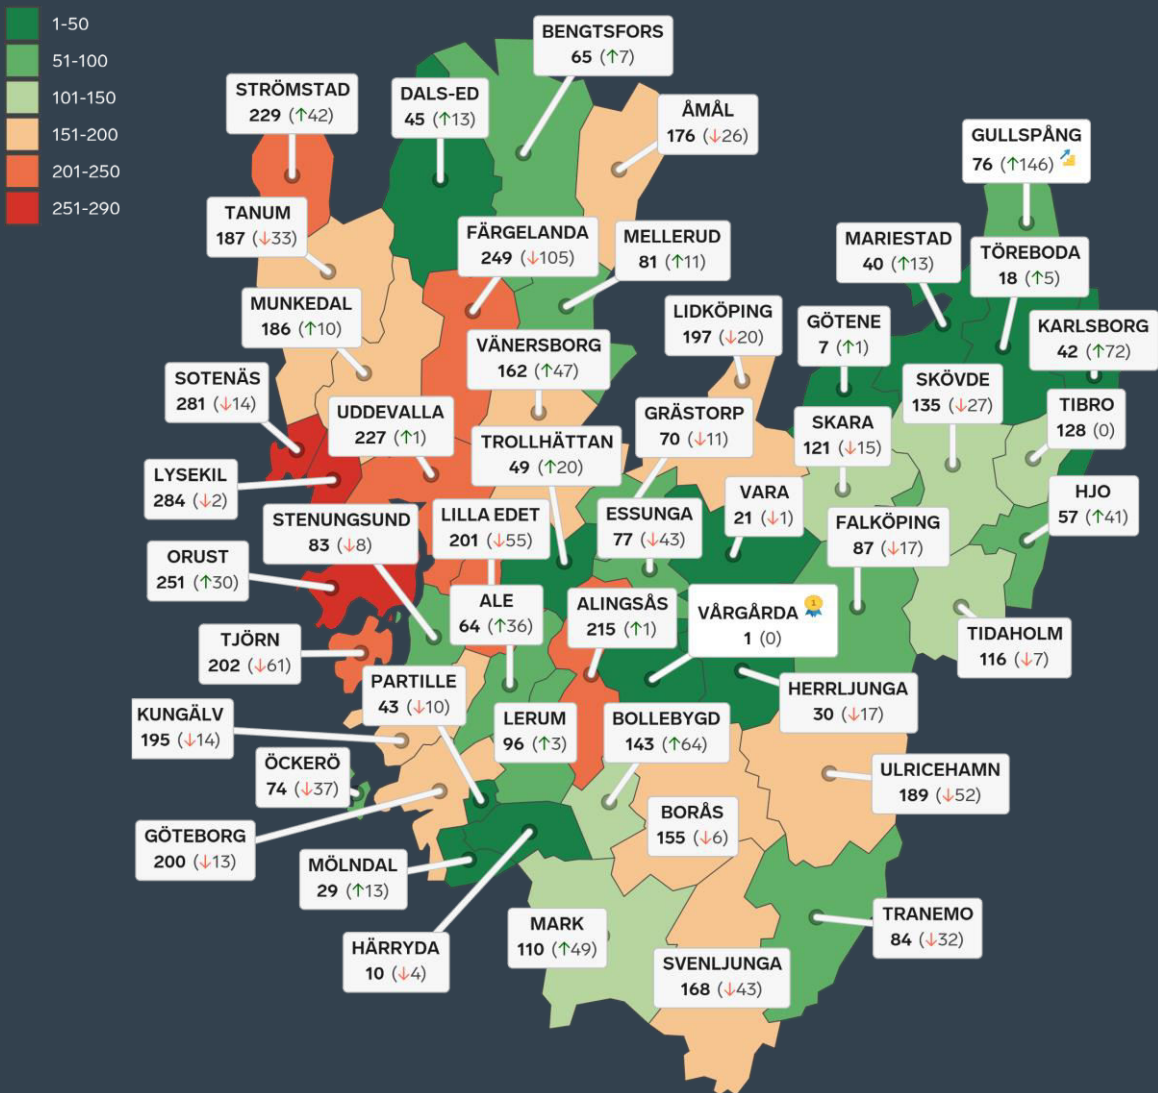 1-50
51-100
101-150
151-200
201-250
251-290
BENGTSFORS
65 (↑7)
STRÖMSTAD
229 (↑42)
DALS-ED
45 (↑13)
ÅMÅL
176 (↓26)
GULLSPÅNG
76 (↑146)
TANUM
187 (↓33)
FÄRGELANDA
249 (↓105)
MELLERUD
81 (↑11)
MARIESTAD
40 (↑13)
TÖREBODA
18 (↑5)
MUNKEDAL
186 (↑10)
LIDKÖPING
197 (↓20)
GÖTENE
7 (↑1)
KARLSBORG
42 (↑72)
VÄNERSBORG
162 (↑47)
SOTENÄS
281 (↓14)
SKÖVDE
135 (↓27)
TIBRO
128 (0)
UDDEVALLA
227 (↑1)
GRÄSTORP
70 (↓11)
SKARA
121 (↓15)
TROLLHÄTTAN
49 (↑20)
LYSEKIL
284 (↓2)
VARA
21 (↓1)
HJO
57 (↑41)
STENUNGSUND
83 (↓8)
LILLA EDET
201 (↓55)
ESSUNGA
77 (↓43)
FALKÖPING
87 (↓17)
ORUST
251 (↑30)
ALE
64 (↑36)
ALINGSÅS
215 (↑1)
VÅRGÅRDA
1
1 (0)
TJÖRN
202 (↓61)
TIDAHOLM
116 (↓7)
PARTILLE
43 (↓10)
HERRLJUNGA
30 (↓17)
KUNGÄLV
195 (↓14)
LERUM
96 (↑3)
BOLLEBYGD
143 (↑64)
ÖCKERÖ
74 (↓37)
ULRICEHAMN
189 (↓52)
BORÅS
155 (↓6)
GÖTEBORG
200 (↓13)
MÖLNDAL
29 (↑13)
TRANEMO
84 (↓32)
MARK
110 (↑49)
HÄRRYDA
10 (↓4)
SVENLJUNGA
168 (↓43)